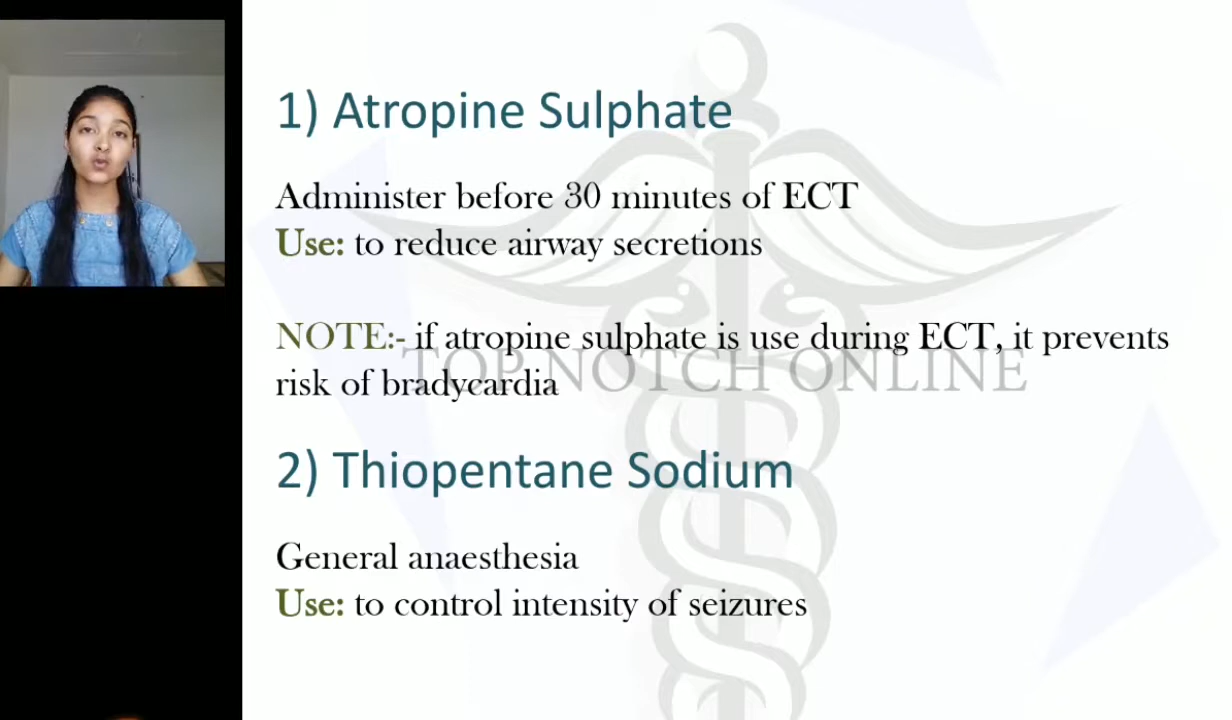 1) Atropine Sulphate
Administer before 30 minutes of ECT
Use: to reduce airway secretions
NOTE:- if atropine sulphate is use during ECT, it prevents
risk of bradycardia
TOP NOTCH ONLINE
2) Thiopentane Sodium
General anaesthesia
Use: to control intensity of seizures